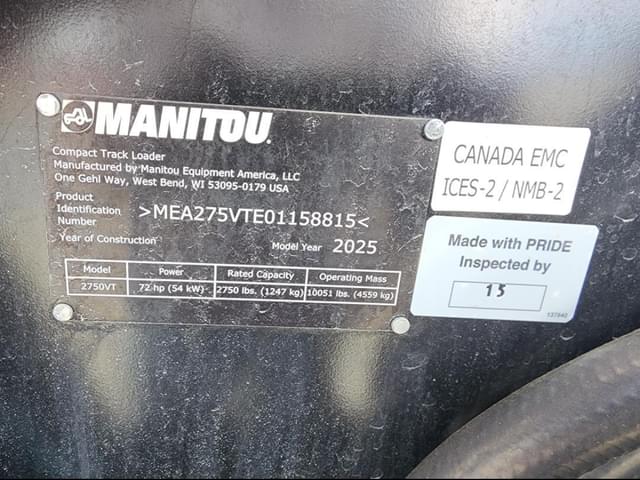 MANITOU
Compact Track Loader
Manufactured by Manitou Equipment America, LLC
One Gehl Way, West Bend, WI 53095-0179 USA
Product
Identification >MEA275VTE01158815<
Number
Year of Construction Model Year 2025
Model Power Rated Capacity Operating Mass
2750VT 72 hp (54 kW) 2750 lbs. (1247 kg) 10051 lbs. (4559 kg)
CANADA EMC
ICES-2 / NMB-2
Made with PRIDE
Inspected by
15
137840